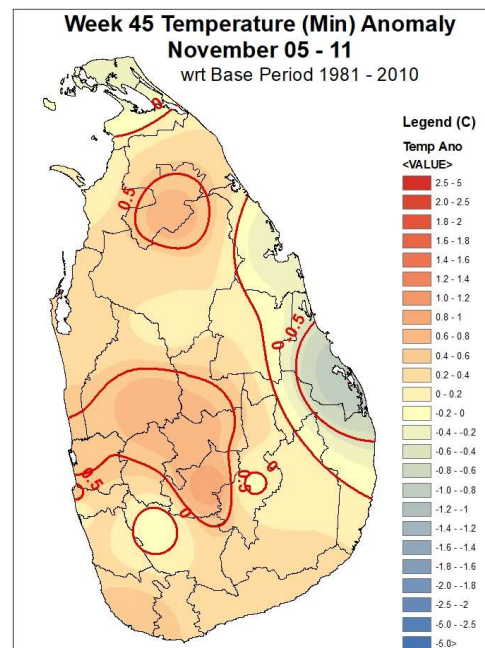 Week 45 Temperature (Min) Anomaly
November 05 - 11
wrt Base Period 1981 - 2010
Legend (C)
Temp Ano
<VALUE>
2.5 - 5
2.0 - 2.5
1.8 - 2
1.6 - 1.8
1.4 - 1.6
1.2 - 1.4
1.0 - 1.2
0.8 - 1
0.6 - 0.8
0.4 - 0.6
0.2 - 0.4
0 - 0.2
-0.2 - 0
-0.4 - -0.2
-0.6 - -0.4
-0.8 - -0.6
-1.0 - -0.8
-1.2 - -1
-1.4 - -1.2
-1.6 - -1.4
-1.8 - -1.6
-2.0 - -1.8
-2.5 - -2
-5.0 - -2.5
-5.0>
0
0.5
0
-0.5
0.5
0
0.5
0